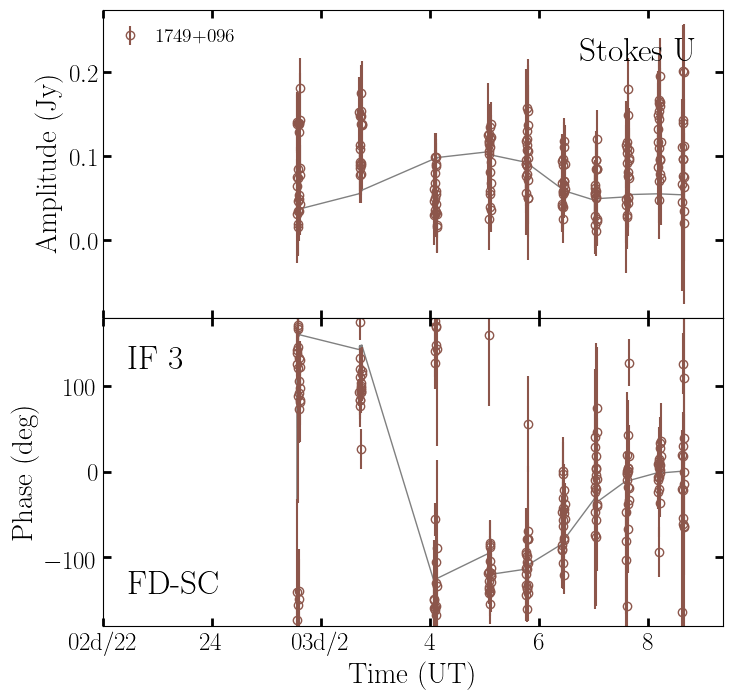 1749+096
Stokes U
0.2
0.1
0.0
Amplitude (Jy)
IF 3
100
0
−100
Phase (deg)
FD-SC
02d/22 24 03d/2 4 6 8
Time (UT)